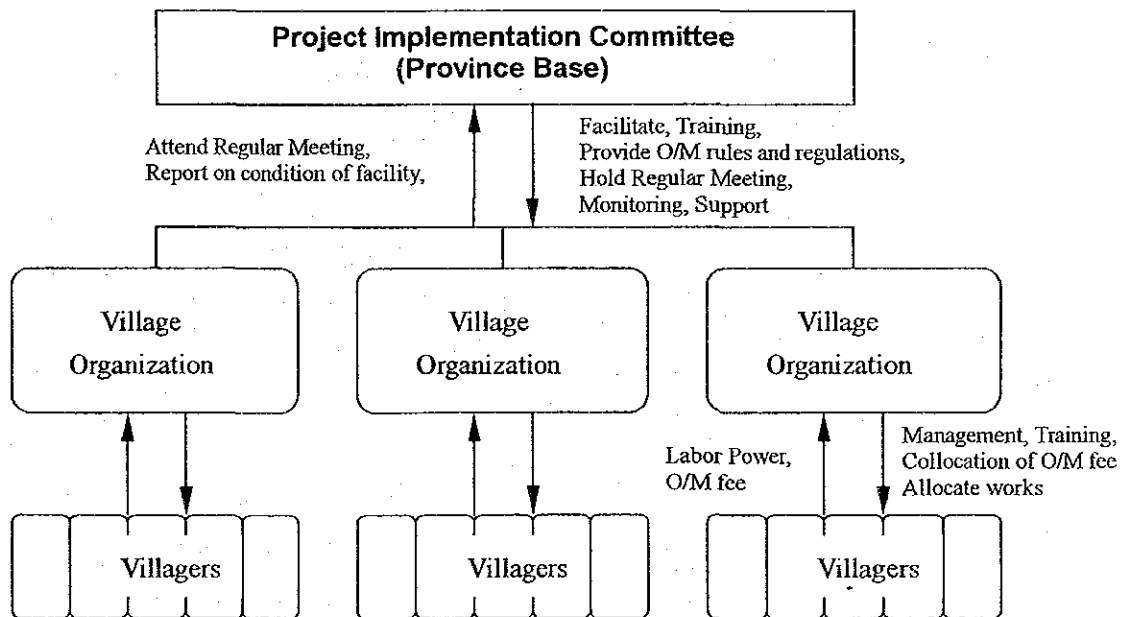 Project Implementation Committee
(Province Base)
Attend Regular Meeting,
Report on condition of facility,
Facilitate, Training,
Provide O/M rules and regulations,
Hold Regular Meeting,
Monitoring, Support
Village
Organization
Village
Organization
Village
Organization
Labor Power,
O/M fee
Management, Training,
Collocation of O/M fee
Allocate works
Villagers
Villagers
Villagers